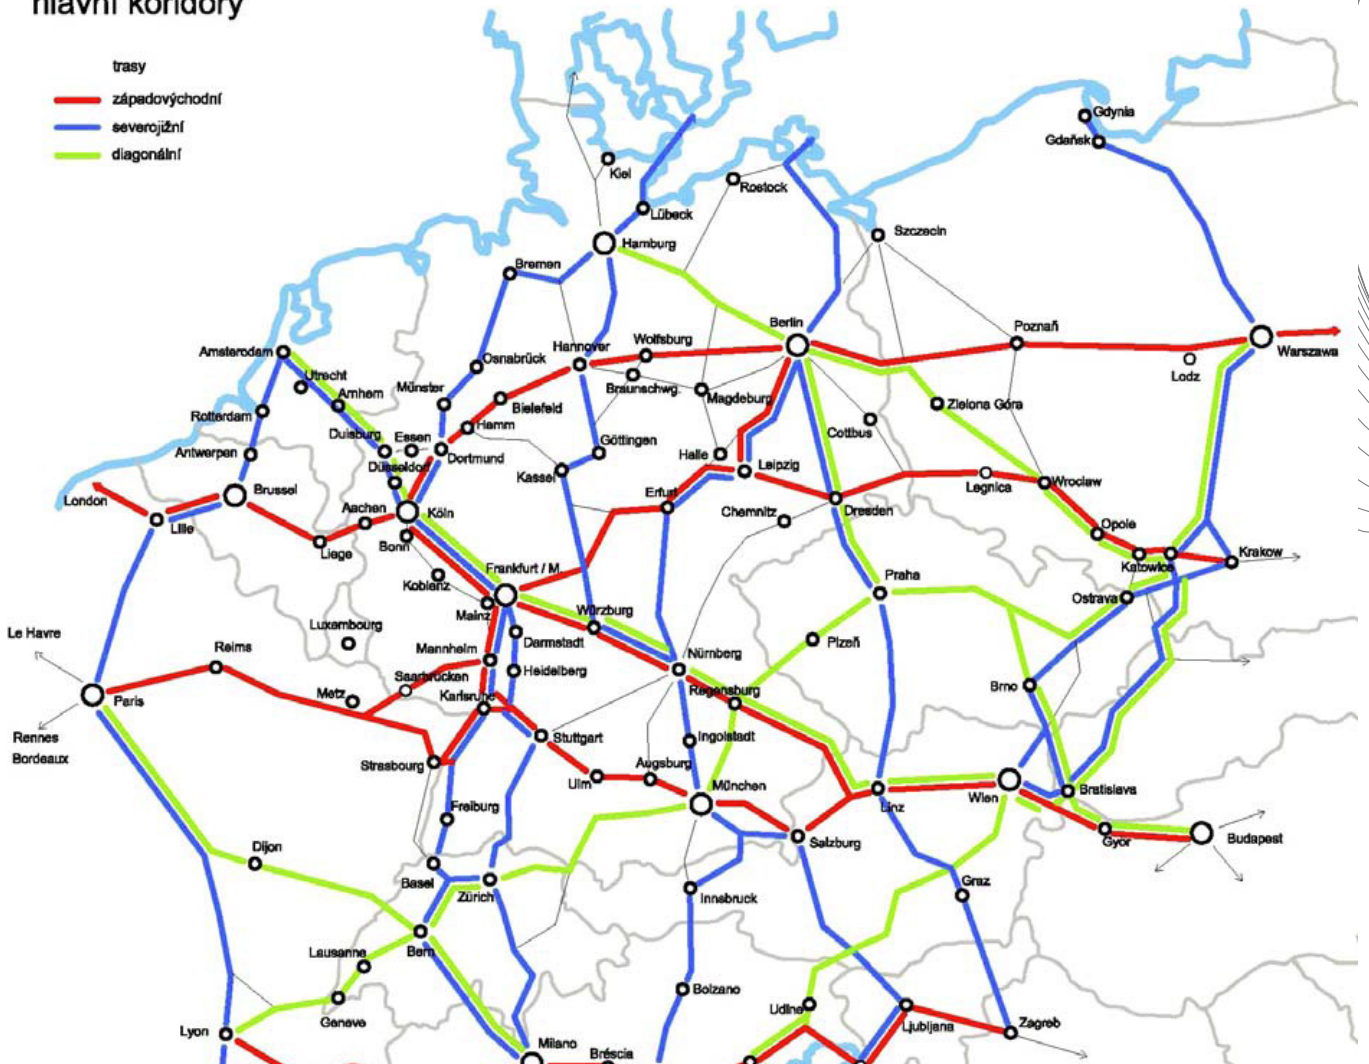 hlavní koridory
trasy
západovýchodní
severojižní
diagonální
Gdynia
Gdańsk
Kiel
Rostock
Lübeck
Szczecin
Hamburg
Bremen
Berlin
Poznań
Warszawa
Wolfsburg
Hannover
Amsterodam
Osnabrück
Lodz
Utrecht
Braunschwg.
Arnhem
Münster
Magdeburg
Bielefeld
Zielona Góra
Rotterdam
Hamm
Cottbus
Duisburg
Essen
Göttingen
Antwerpen
Dortmund
Halle
Düsseldorf
Leipzig
Kassel
Wroclaw
Legnica
Brussel
Erfurt
London
Aachen
Köln
Chemnitz
Dresden
Opole
Lille
Bonn
Liege
Krakow
Katowice
Frankfurt / M.
Praha
Koblenz
Ostrava
Mainz
Würzburg
Luxembourg
Le Havre
Darmstadt
Plzeň
Reims
Mannheim
Nürnberg
Heidelberg
Saarbrücken
Brno
Metz
Karlsruhe
Regensburg
Paris
Rennes
Stuttgart
Ingolstadt
Bordeaux
Strasbourg
Augsburg
Ulm
München
Bratislava
Wien
Linz
Freiburg
Salzburg
Györ
Budapest
Dijon
Basel
Graz
Zürich
Innsbruck
Lausanne
Bern
Bolzano
Geneve
Udine
Lyon
Ljubljana
Zagreb
Milano
Bréscia